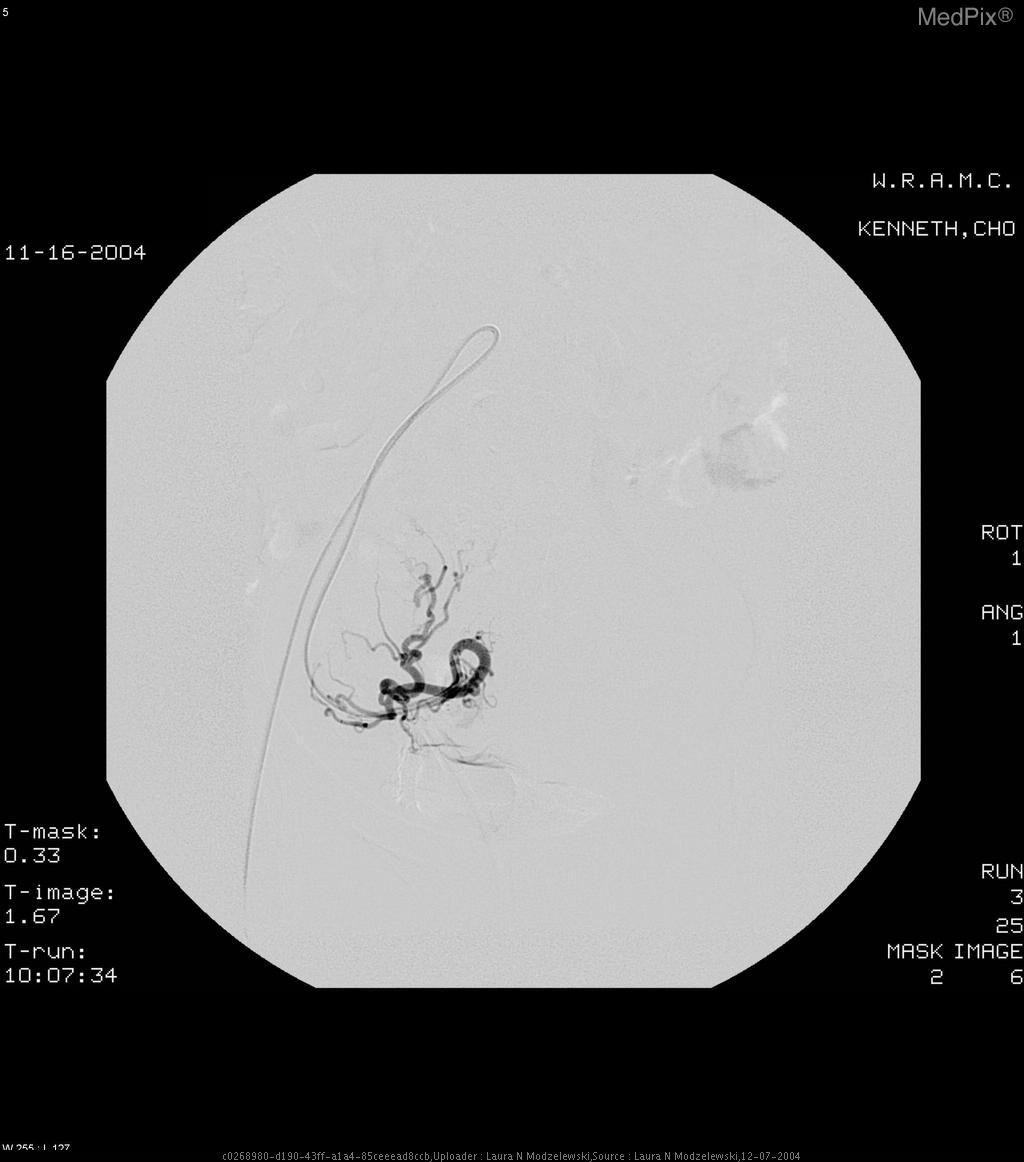 5
MedPix®
W.R.A.M.C.
KENNETH,CHO
11-16-2004
ROT
1
ANG
1
T-mask:
0.33
T-image:
1.67
T-run:
10:07:34
RUN
3
25
MASK IMAGE
2 6
W 255 : L 127
c0268980-d190-43ff-a1a4-85ceeead8ccb,Uploader : Laura N Modzelewski,Source : Laura N Modzelewski,12-07-2004